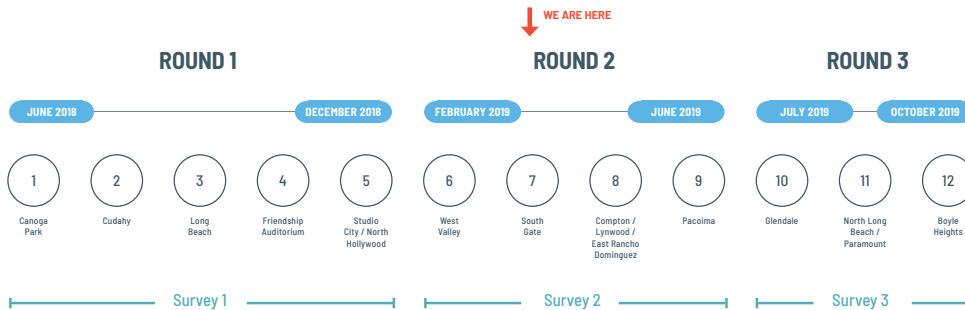 WE ARE HERE
ROUND 1
ROUND 2
ROUND 3
JUNE 2018
DECEMBER 2018
FEBRUARY 2019
JUNE 2019
JULY 2019
OCTOBER 2019
1
2
3
4
5
6
7
8
9
10
11
12
Canoga
Park
Cudahy
Long
Beach
Friendship
Auditorium
Studio
City / North
Hollywood
West
Valley
South
Gate
Compton /
Lynwood /
East Rancho
Dominguez
Pacoima
Glendale
North Long
Beach /
Paramount
Boyle
Heights
Survey 1
Survey 2
Survey 3